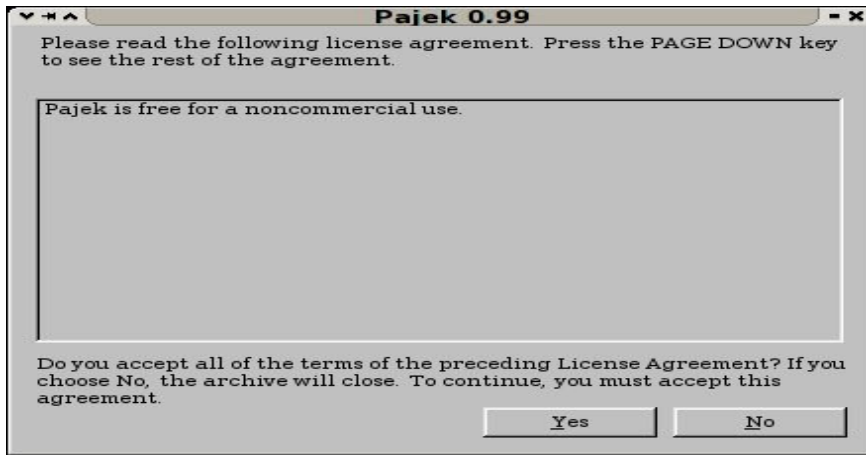 Pajek 0.99
Please read the following license agreement. Press the PAGE DOWN key
to see the rest of the agreement.
Pajek is free for a noncommercial use.
Do you accept all of the terms of the preceding License Agreement? If you
choose No, the archive will close. To continue, you must accept this
agreement.
Yes
No